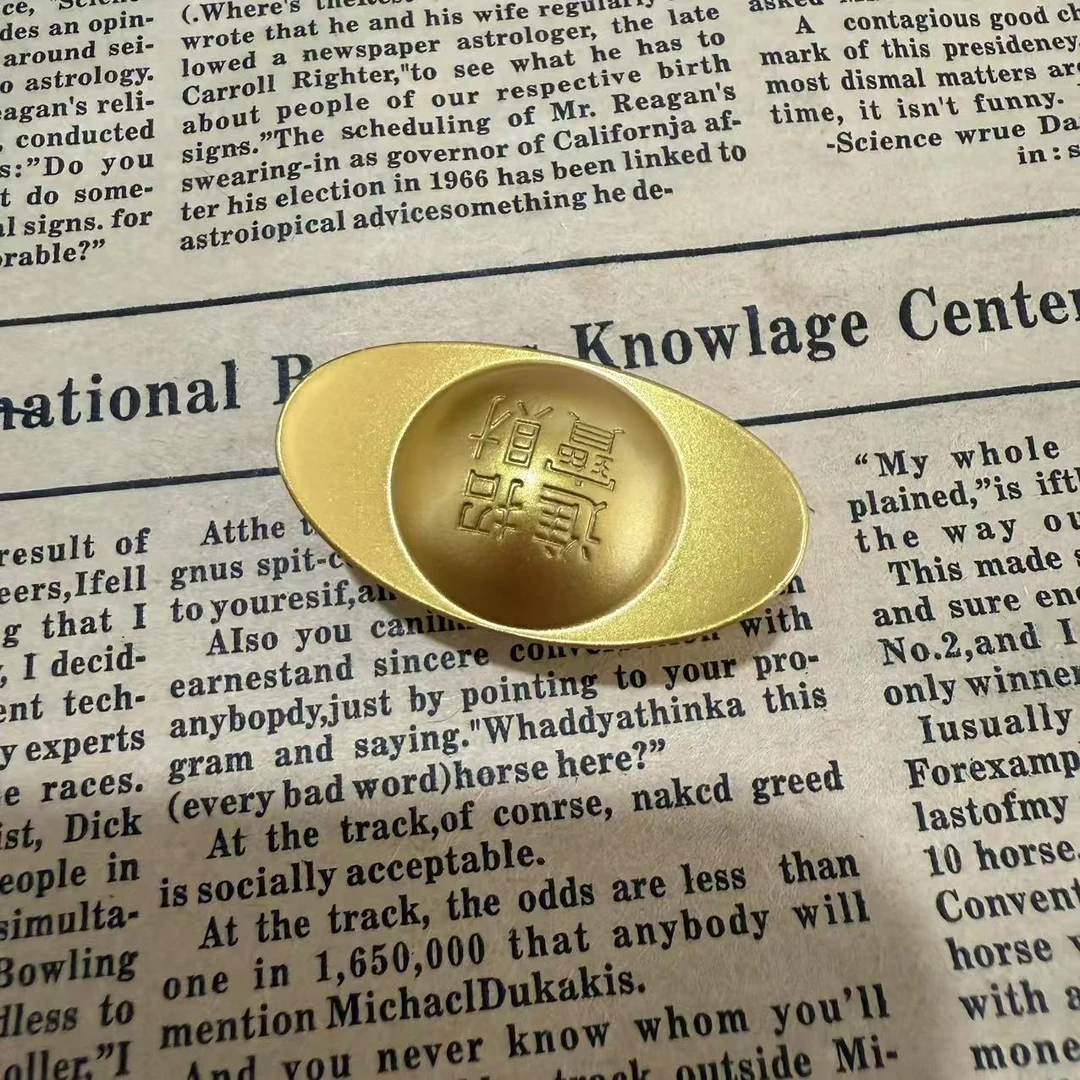 des an opin-
around sei-
o astrology.
eagan's reli-
, conducted
s:”Do you
t do some-
al signs. for
orable?”
(.Where's
wrote that he and his wife regularly
lowed a newspaper astrologer, the late
Carroll Righter,"to see what he has to
about people of our respective birth
signs.”The scheduling of Mr. Reagan's
swearing-in as governor of Californja af-
ter his election in 1966 has been linked to
astroiopical advicesomething he de-
asked
A contagious good ch
mark of this presideney,
most dismal matters are
time, it isn't funny.
-Science wrue Da
in:s
national B Knowlage Center
result of
eers,Ifell
g that I
, I decid-
ent tech-
y experts
e races.
ist, Dick
eople in
simulta-
Bowling
dless to
oller,”I
Atthe t
gnus spit-c
to youresif,an
AIso you can
earnestand sincere with
anybopdy,just by pointing to your pro-
gram and saying."Whaddyathinka this
(every bad word)horse here?”
At the track,of conrse, nakcd greed
is socially acceptable.
At the track, the odds are less than
one in 1,650,000 that anybody will
mention MichaclDukakis.
And you never know whom you'll
track outside Mi-
“My whole
plained,”is ifth
the way ou
This made s
and sure end
No.2,and I
only winner
Iusually
Forexamp
lastofmy
10 horse.
Convent
horse w
with a
mone